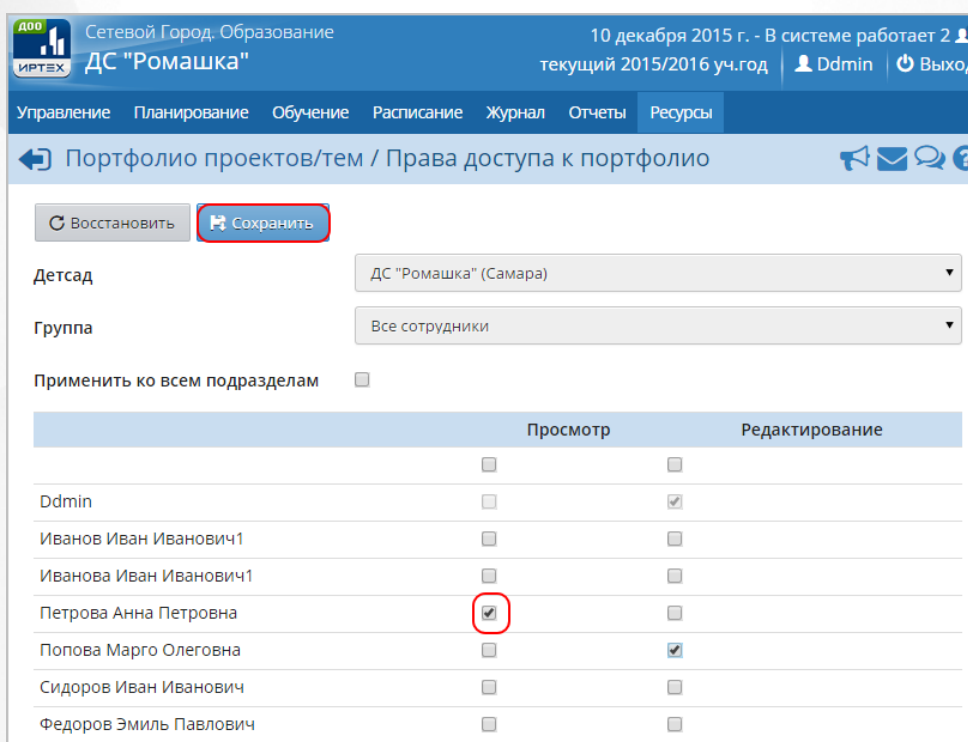 ДОО
ИРТЕХ
Сетевой Город. Образование
ДС "Ромашка"
10 декабря 2015 г. - В системе работает 2
текущий 2015/2016 уч.год
Ddmin
Выход
Управление Планирование Обучение Расписание Журнал Отчеты Ресурсы
Портфолио проектов/тем / Права доступа к портфолио
Восстановить Сохранить
Детсад ДС "Ромашка" (Самара)
Группа Все сотрудники
Применить ко всем подразделам
Просмотр Редактирование
Ddmin
Иванов Иван Иванович1
Иванова Иван Иванович1
Петрова Анна Петровна
Попова Марго Олеговна
Сидоров Иван Иванович
Федоров Эмиль Павлович